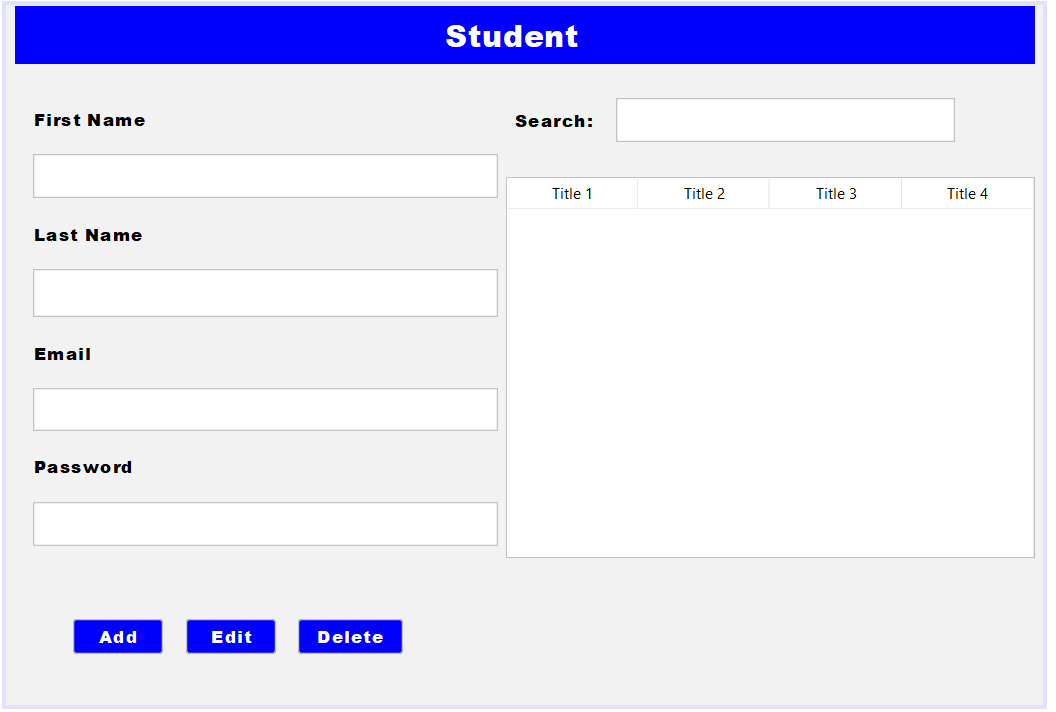 Student
First Name
Last Name
Email
Password
Add Edit Delete
Search:
Title 1 Title 2 Title 3 Title 4